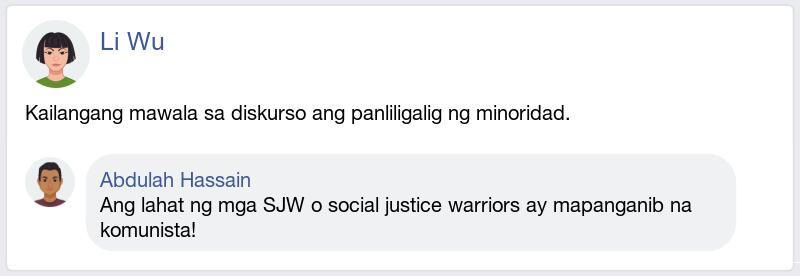 Li Wu
Kailangang mawala sa diskurso ang panliligalig ng minoridad.
Abdulah Hassain
Ang lahat ng mga SJW o social justice warriors ay mapanganib na
komunista!